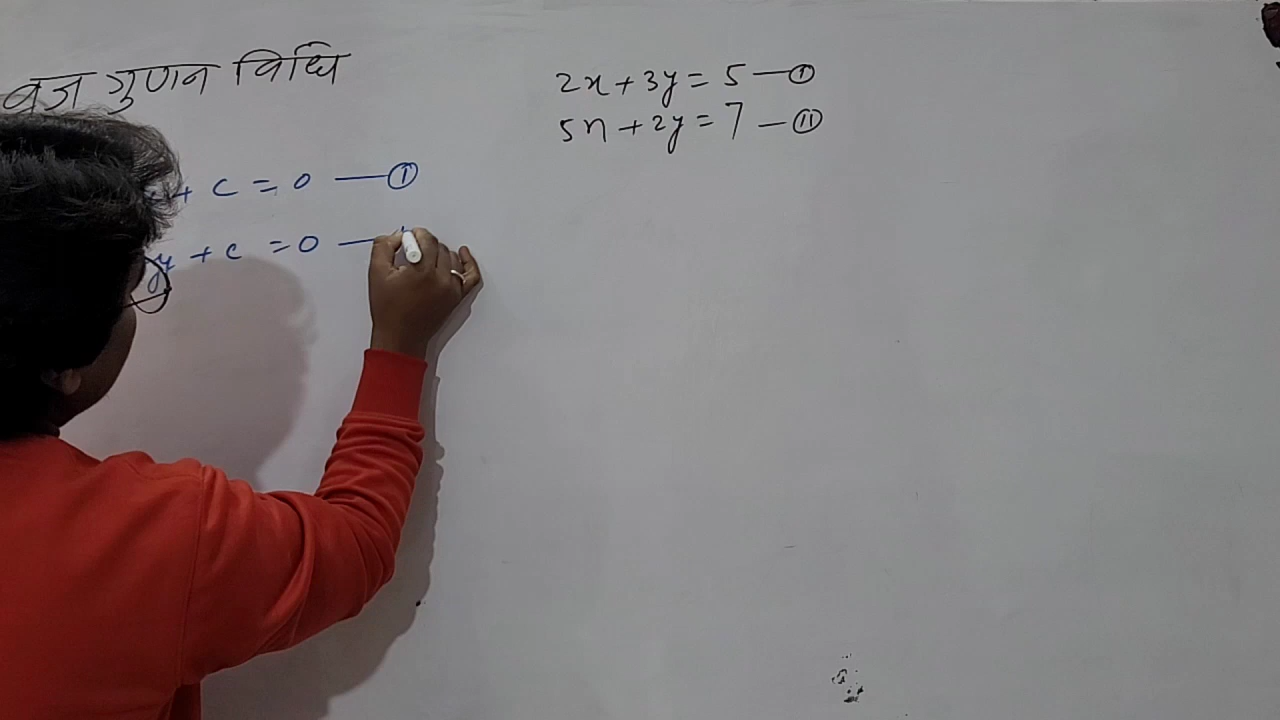 वज्र गुणन विधि
+ c = 0 — ①
y + c = 0 —
2x + 3y = 5 — ①
5x + 2y = 7 — ⑪